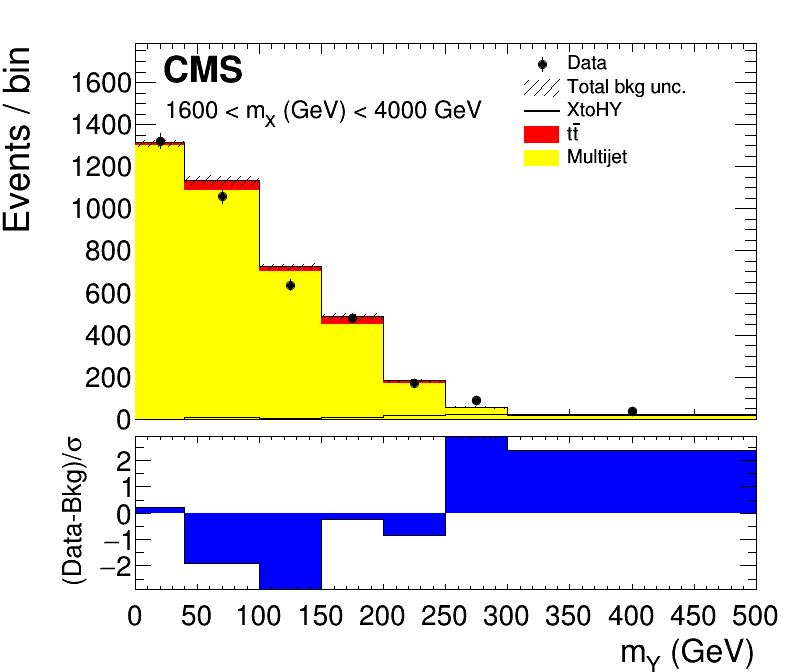 CMS
1600 < m_X (GeV) < 4000 GeV
Data
Total bkg unc.
XtoHY
tt̄
Multijet
Events / bin
1600
1400
1200
1000
800
600
400
200
0
(Data-Bkg)/σ
2
1
0
−1
−2
0 50 100 150 200 250 300 350 400 450 500
m_Y (GeV)